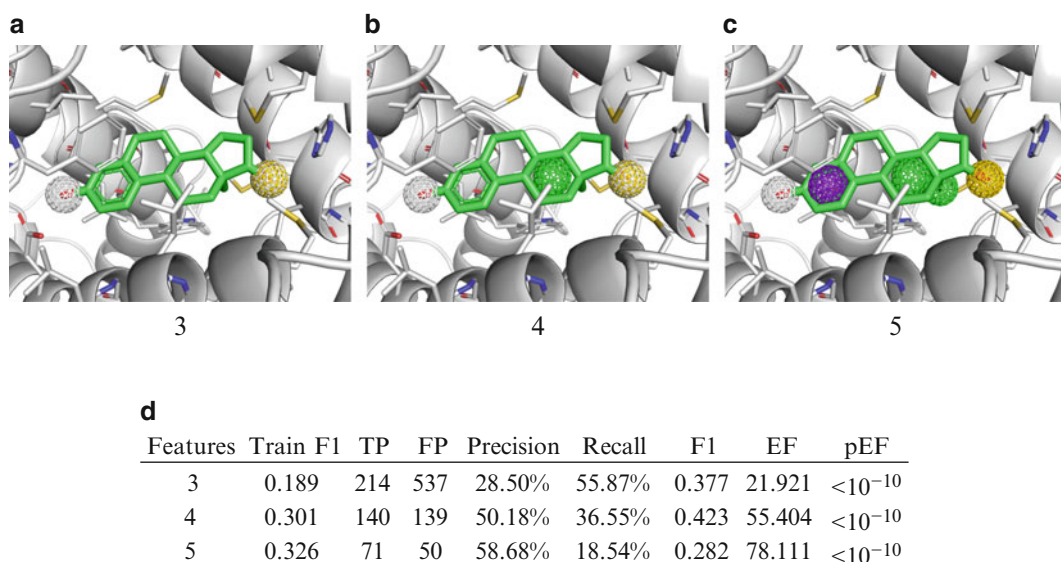 a b c
3 4 5
d
Features Train F1 TP FP Precision Recall F1 EF pEF
3 0.189 214 537 28.50% 55.87% 0.377 21.921 <10⁻¹⁰
4 0.301 140 139 50.18% 36.55% 0.423 55.404 <10⁻¹⁰
5 0.326 71 50 58.68% 18.54% 0.282 78.111 <10⁻¹⁰